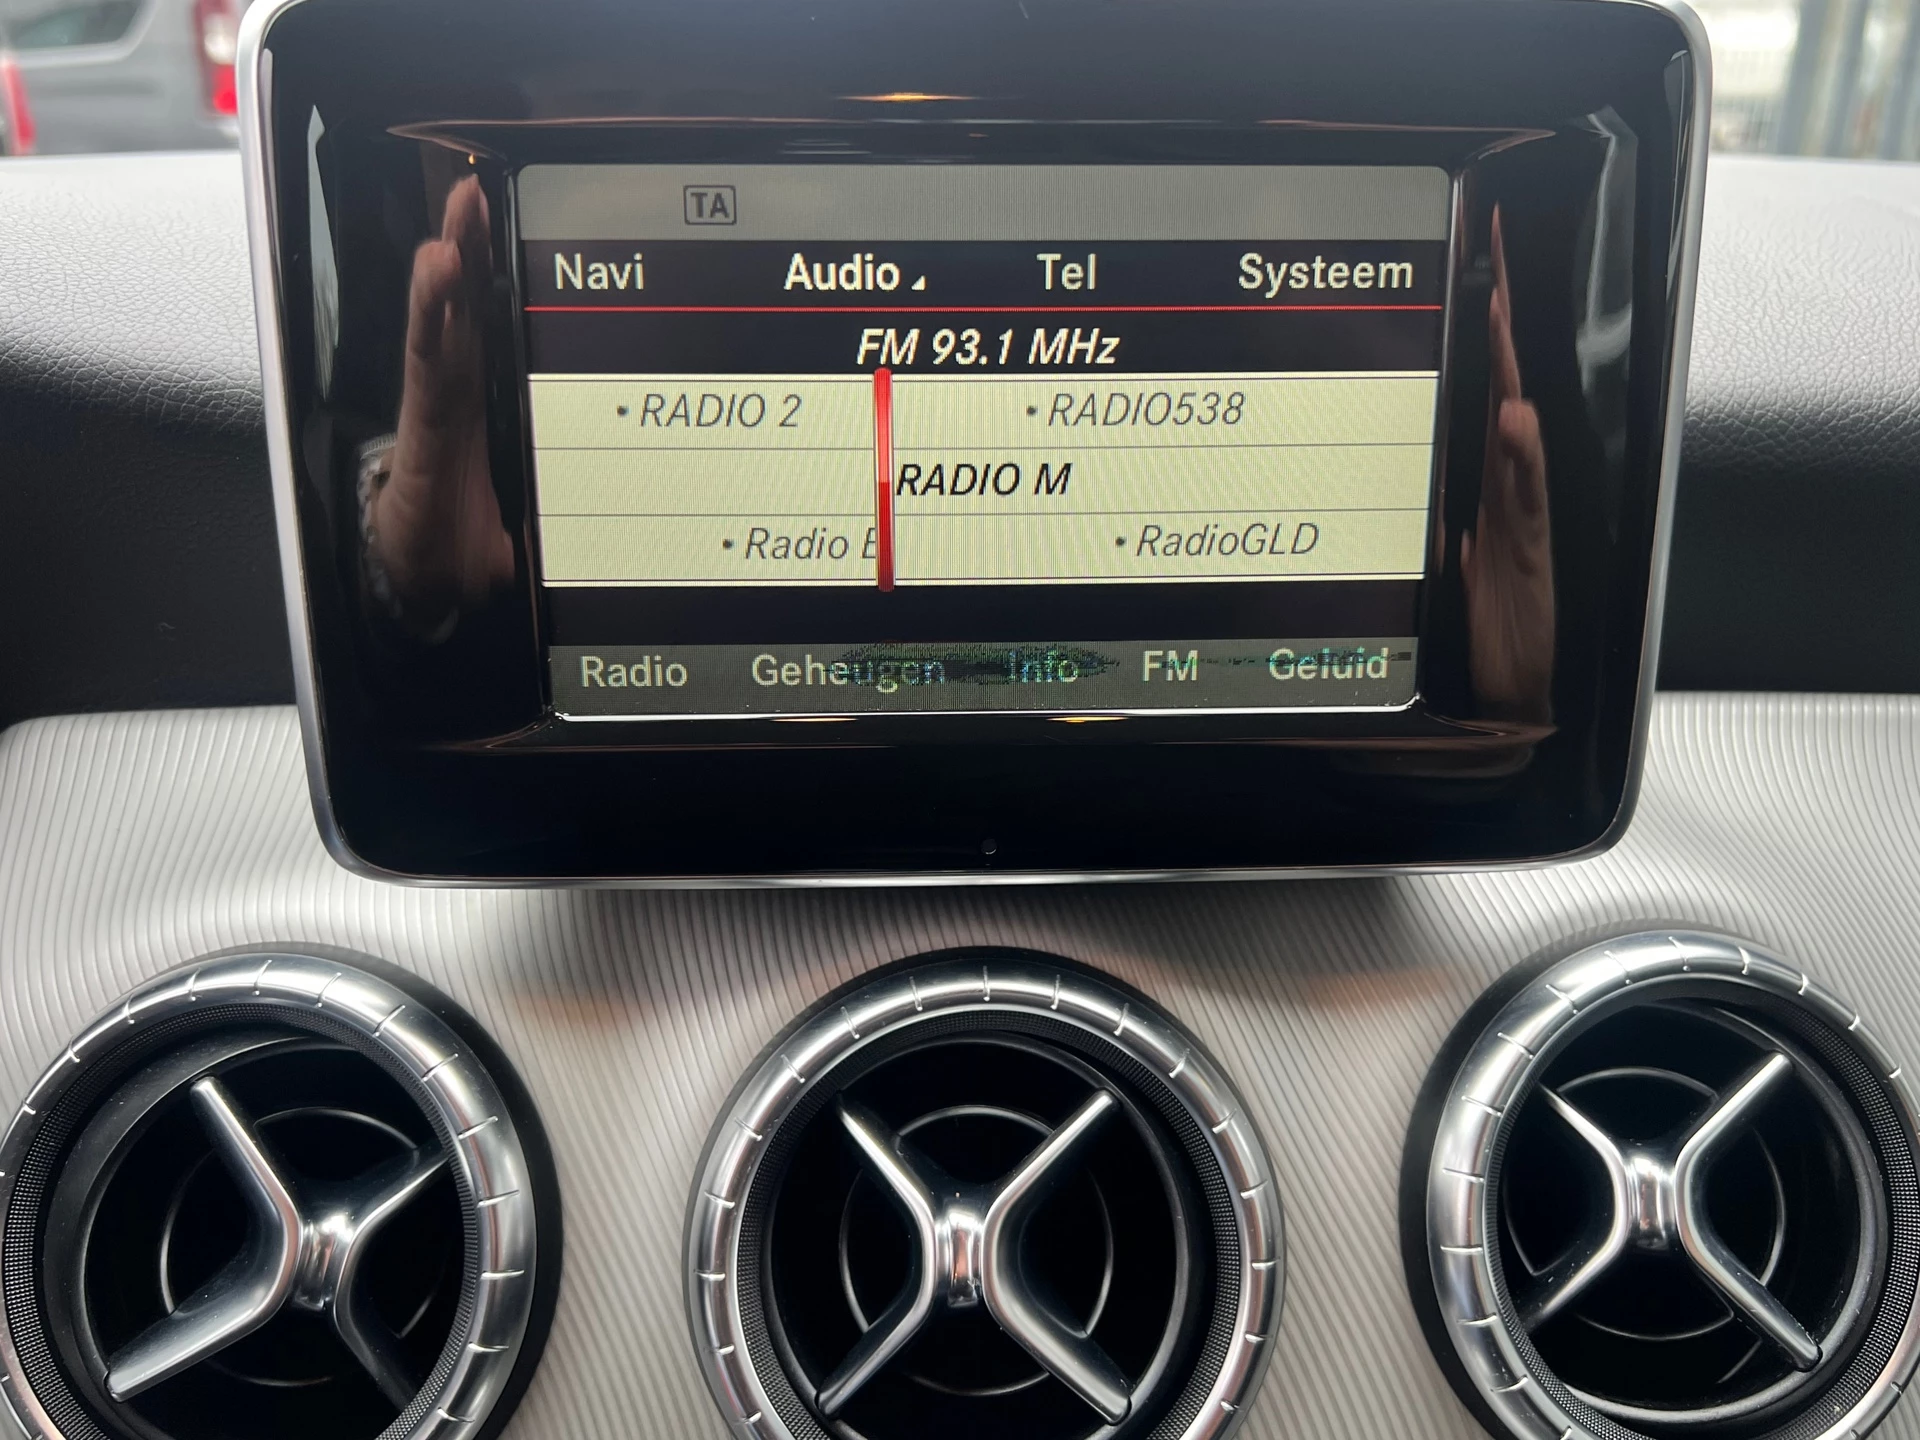 TA
Navi Audio Tel Systeem
FM 93.1 MHz
• RADIO 2 • RADIO538
RADIO M
• Radio • RadioGLD
Radio Geheugen Info FM Geluid